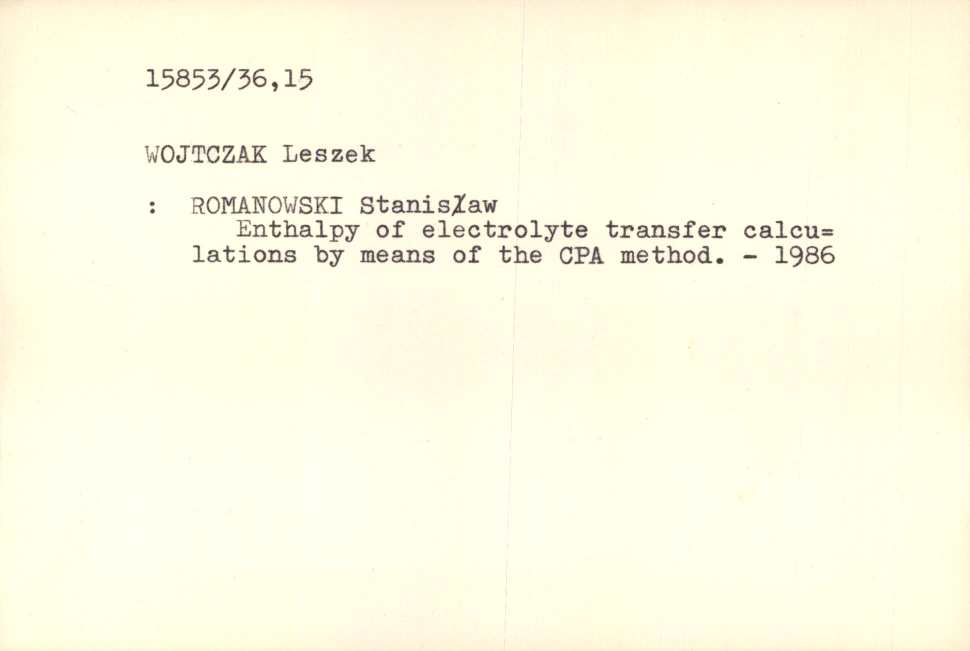 15853/36,15
WOJTCZAK Leszek
: ROMANOWSKI Stanisław
Enthalpy of electrolyte transfer calcu=
lations by means of the CPA method. - 1986